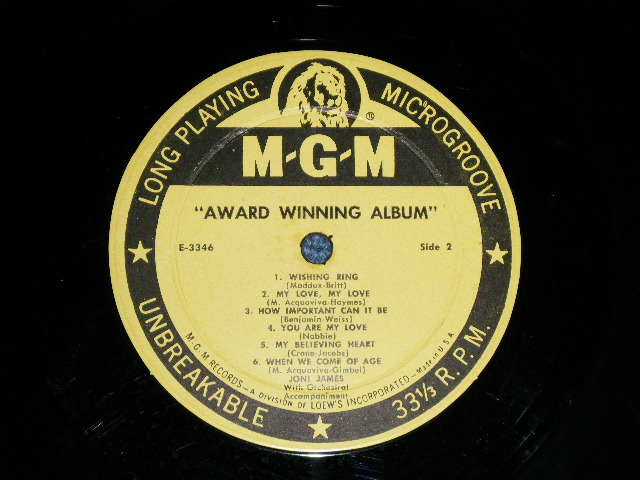 LONG PLAYING
MICROGROOVE
®
M-G-M
"AWARD WINNING ALBUM"
E-3346
Side 2
1. WISHING RING
(Maddux-Britt)
2. MY LOVE, MY LOVE
(N. Acquaviva-Haymes)
3. HOW IMPORTANT CAN IT BE
(Benjamin-Weiss)
4. YOU ARE MY LOVE
(Nabbie)
5. MY BELIEVING HEART
(Crane-Jacobs)
6. WHEN WE COME OF AGE
(M. Acquaviva-Gimbel)
JONI JAMES
With Orchestral
Accompaniment
M-G-M RECORDS – A DIVISION OF LOEW'S INCORPORATED – Made in U.S.A.
UNBREAKABLE
33⅓ R.P.M.